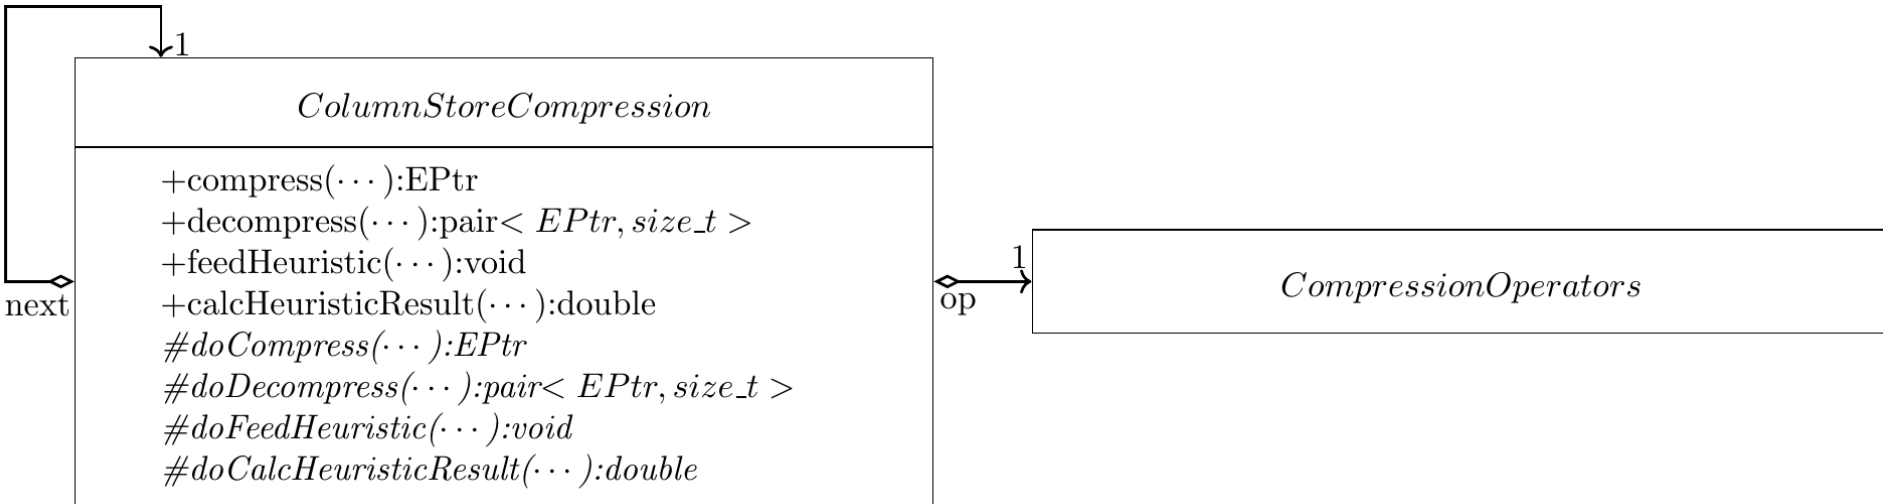 1
ColumnStoreCompression
+compress(···):EPtr
+decompress(···):pair< EPtr, size_t >
+feedHeuristic(···):void
+calcHeuristicResult(···):double
#doCompress(···):EPtr
#doDecompress(···):pair< EPtr, size_t >
#doFeedHeuristic(···):void
#doCalcHeuristicResult(···):double
next
op
1
CompressionOperators